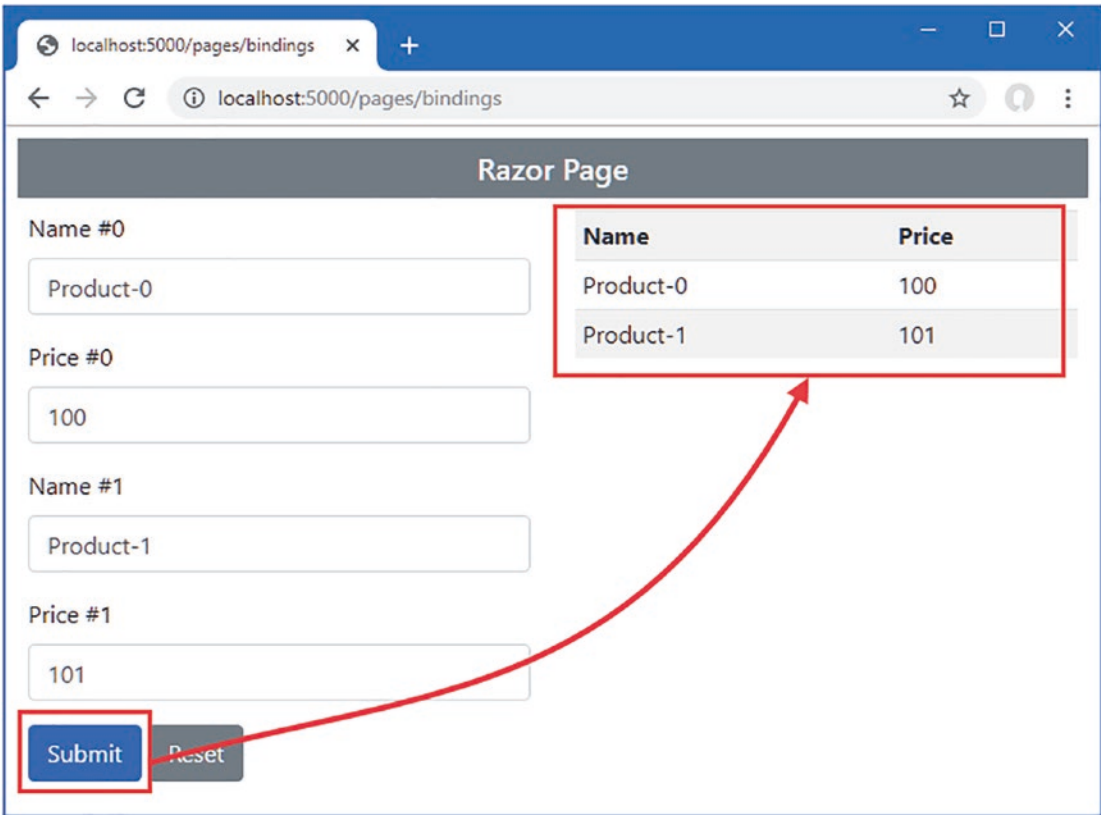 localhost:5000/pages/bindings
localhost:5000/pages/bindings
Razor Page
Name #0
Product-0
Price #0
100
Name #1
Product-1
Price #1
101
Submit Reset
Name Price
Product-0 100
Product-1 101